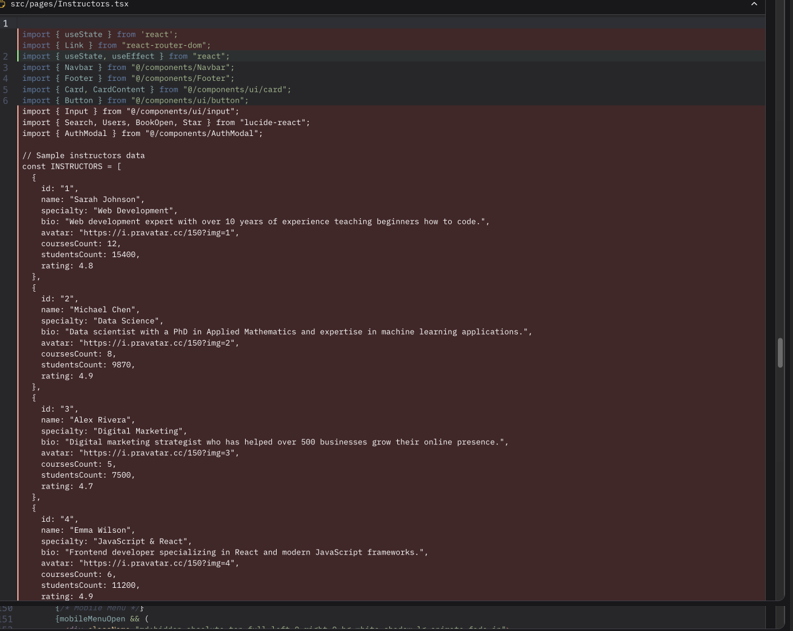 src/pages/Instructors.tsx
1
import { useState } from 'react';
import { Link } from "react-router-dom";
2 import { useState, useEffect } from "react";
3 import { Navbar } from "@/components/Navbar";
4 import { Footer } from "@/components/Footer";
5 import { Card, CardContent } from "@/components/ui/card";
6 import { Button } from "@/components/ui/button";
import { Input } from "@/components/ui/input";
import { Search, Users, BookOpen, Star } from "lucide-react";
import { AuthModal } from "@/components/AuthModal";
// Sample instructors data
const INSTRUCTORS = [
{
id: "1",
name: "Sarah Johnson",
specialty: "Web Development",
bio: "Web development expert with over 10 years of experience teaching beginners how to code.",
avatar: "https://i.pravatar.cc/150?img=1",
coursesCount: 12,
studentsCount: 15400,
rating: 4.8
},
{
id: "2",
name: "Michael Chen",
specialty: "Data Science",
bio: "Data scientist with a PhD in Applied Mathematics and expertise in machine learning applications.",
avatar: "https://i.pravatar.cc/150?img=2",
coursesCount: 8,
studentsCount: 9870,
rating: 4.9
},
{
id: "3",
name: "Alex Rivera",
specialty: "Digital Marketing",
bio: "Digital marketing strategist who has helped over 500 businesses grow their online presence.",
avatar: "https://i.pravatar.cc/150?img=3",
coursesCount: 5,
studentsCount: 7500,
rating: 4.7
},
{
id: "4",
name: "Emma Wilson",
specialty: "JavaScript & React",
bio: "Frontend developer specializing in React and modern JavaScript frameworks.",
avatar: "https://i.pravatar.cc/150?img=4",
coursesCount: 6,
studentsCount: 11200,
rating: 4.9
{/* Mobile Menu */}
151 {mobileMenuOpen && (